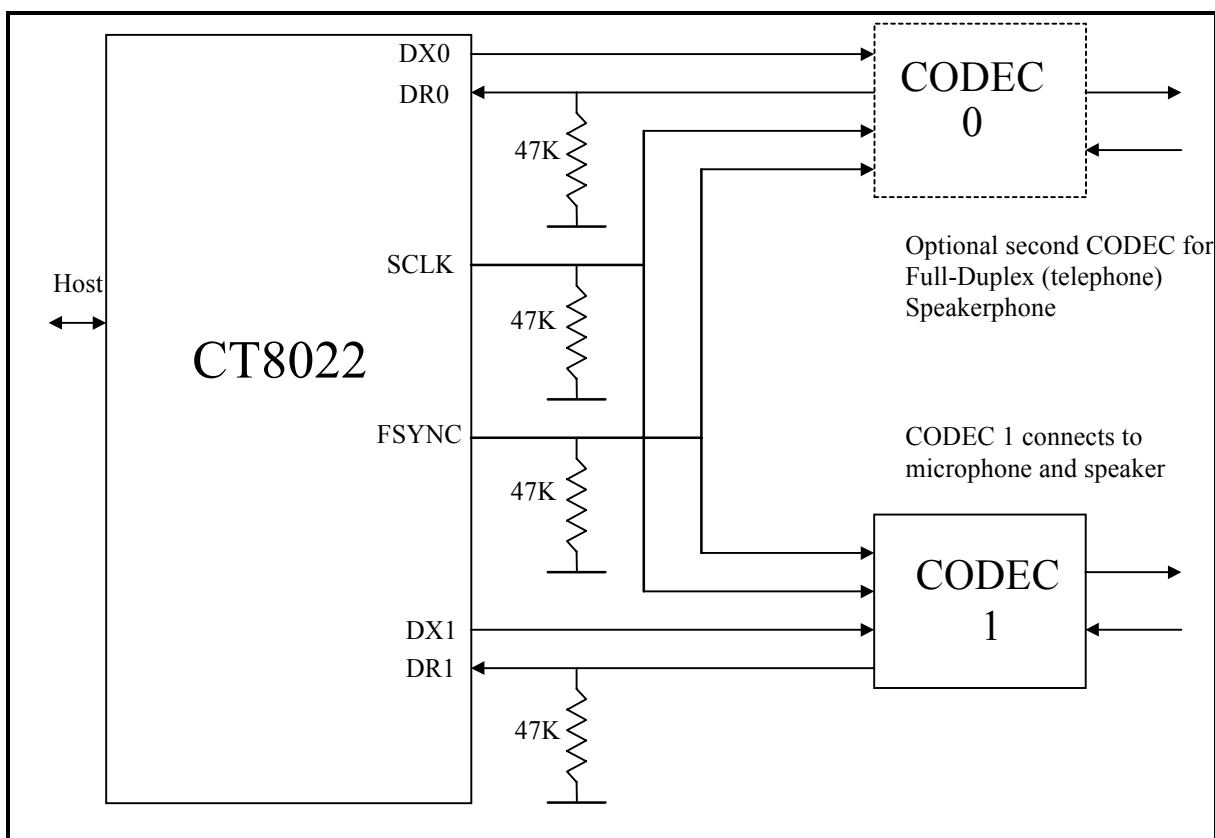 DX0
DR0
CODEC
0
47K
SCLK
Optional second CODEC for
Full-Duplex (telephone)
Speakerphone
Host
47K
CT8022
FSYNC
CODEC 1 connects to
microphone and speaker
47K
CODEC
1
DX1
DR1
47K